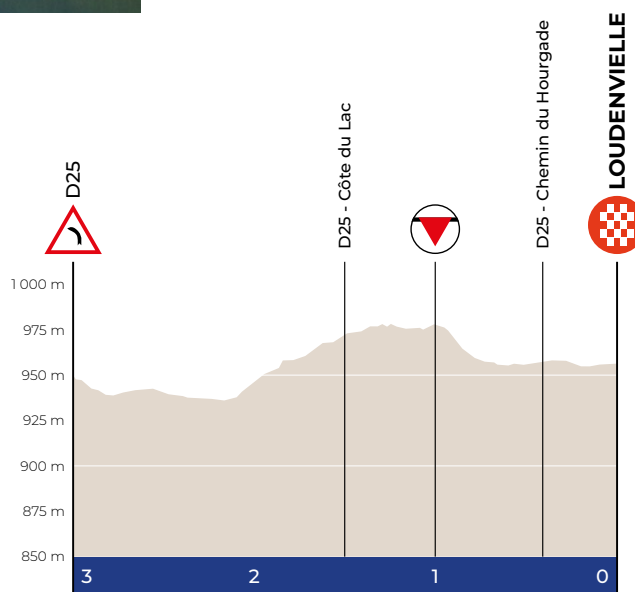 D25
D25 - Côte du Lac
D25 - Chemin du Hourgade
LOUDENVIELLE
1 000 m
975 m
950 m
925 m
900 m
875 m
850 m
3 2 1 0